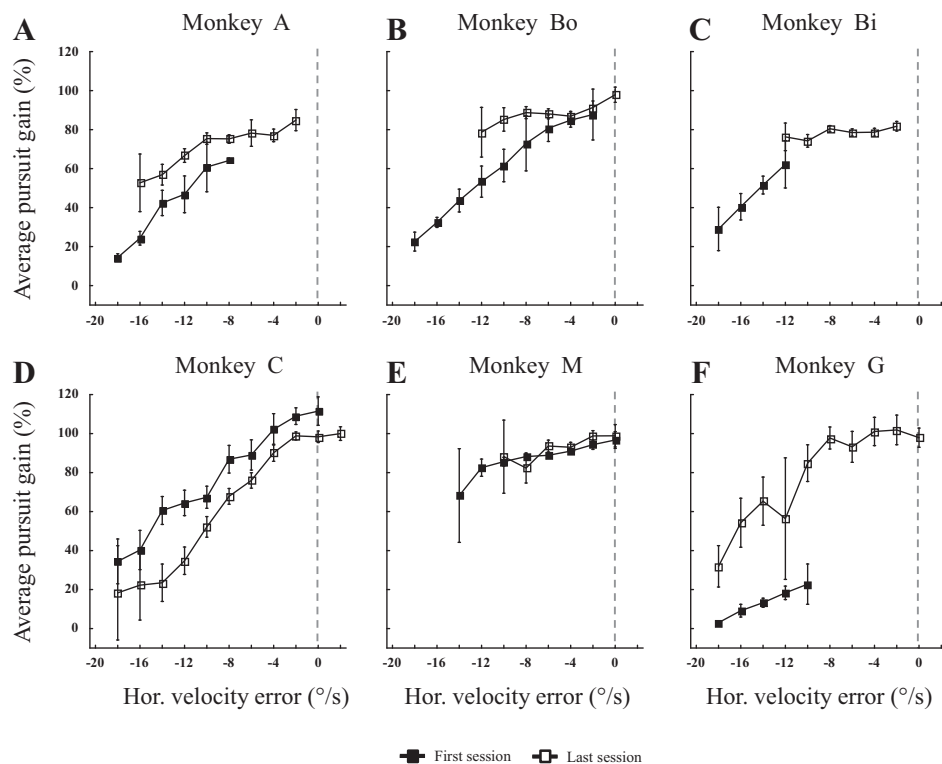 A
Monkey A
B
Monkey Bo
C
Monkey Bi
Average pursuit gain (%)
120
100
80
60
40
20
0
-20 -16 -12 -8 -4 0
-20 -16 -12 -8 -4 0
-20 -16 -12 -8 -4 0
D
Monkey C
E
Monkey M
F
Monkey G
Average pursuit gain (%)
120
100
80
60
40
20
0
-20 -16 -12 -8 -4 0
-20 -16 -12 -8 -4 0
-20 -16 -12 -8 -4 0
Hor. velocity error (°/s) Hor. velocity error (°/s) Hor. velocity error (°/s)
First session Last session